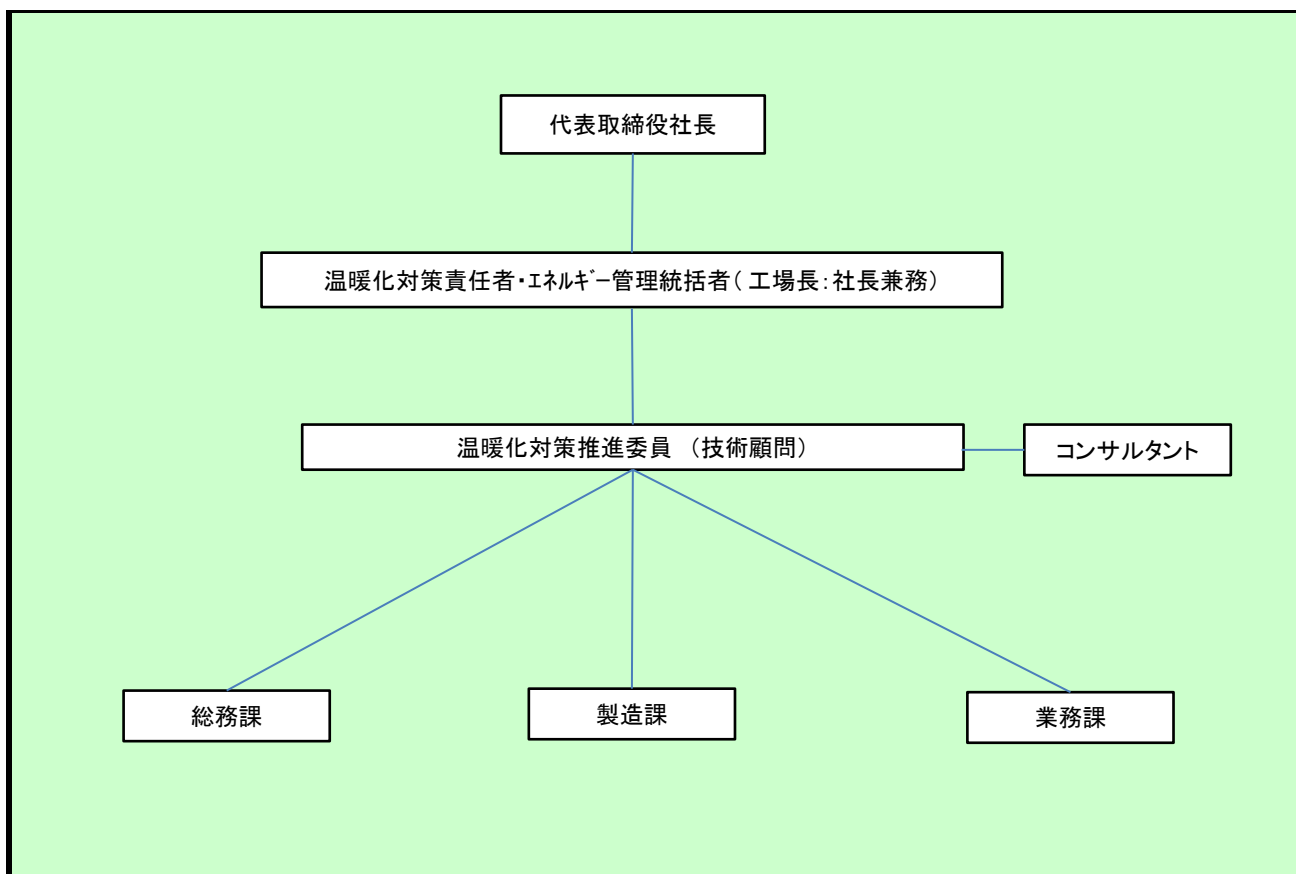 代表取締役社長
温暖化対策責任者・エネルギー管理統括者( 工場長：社長兼務)
温暖化対策推進委員 (技術顧問)
コンサルタント
総務課
製造課
業務課